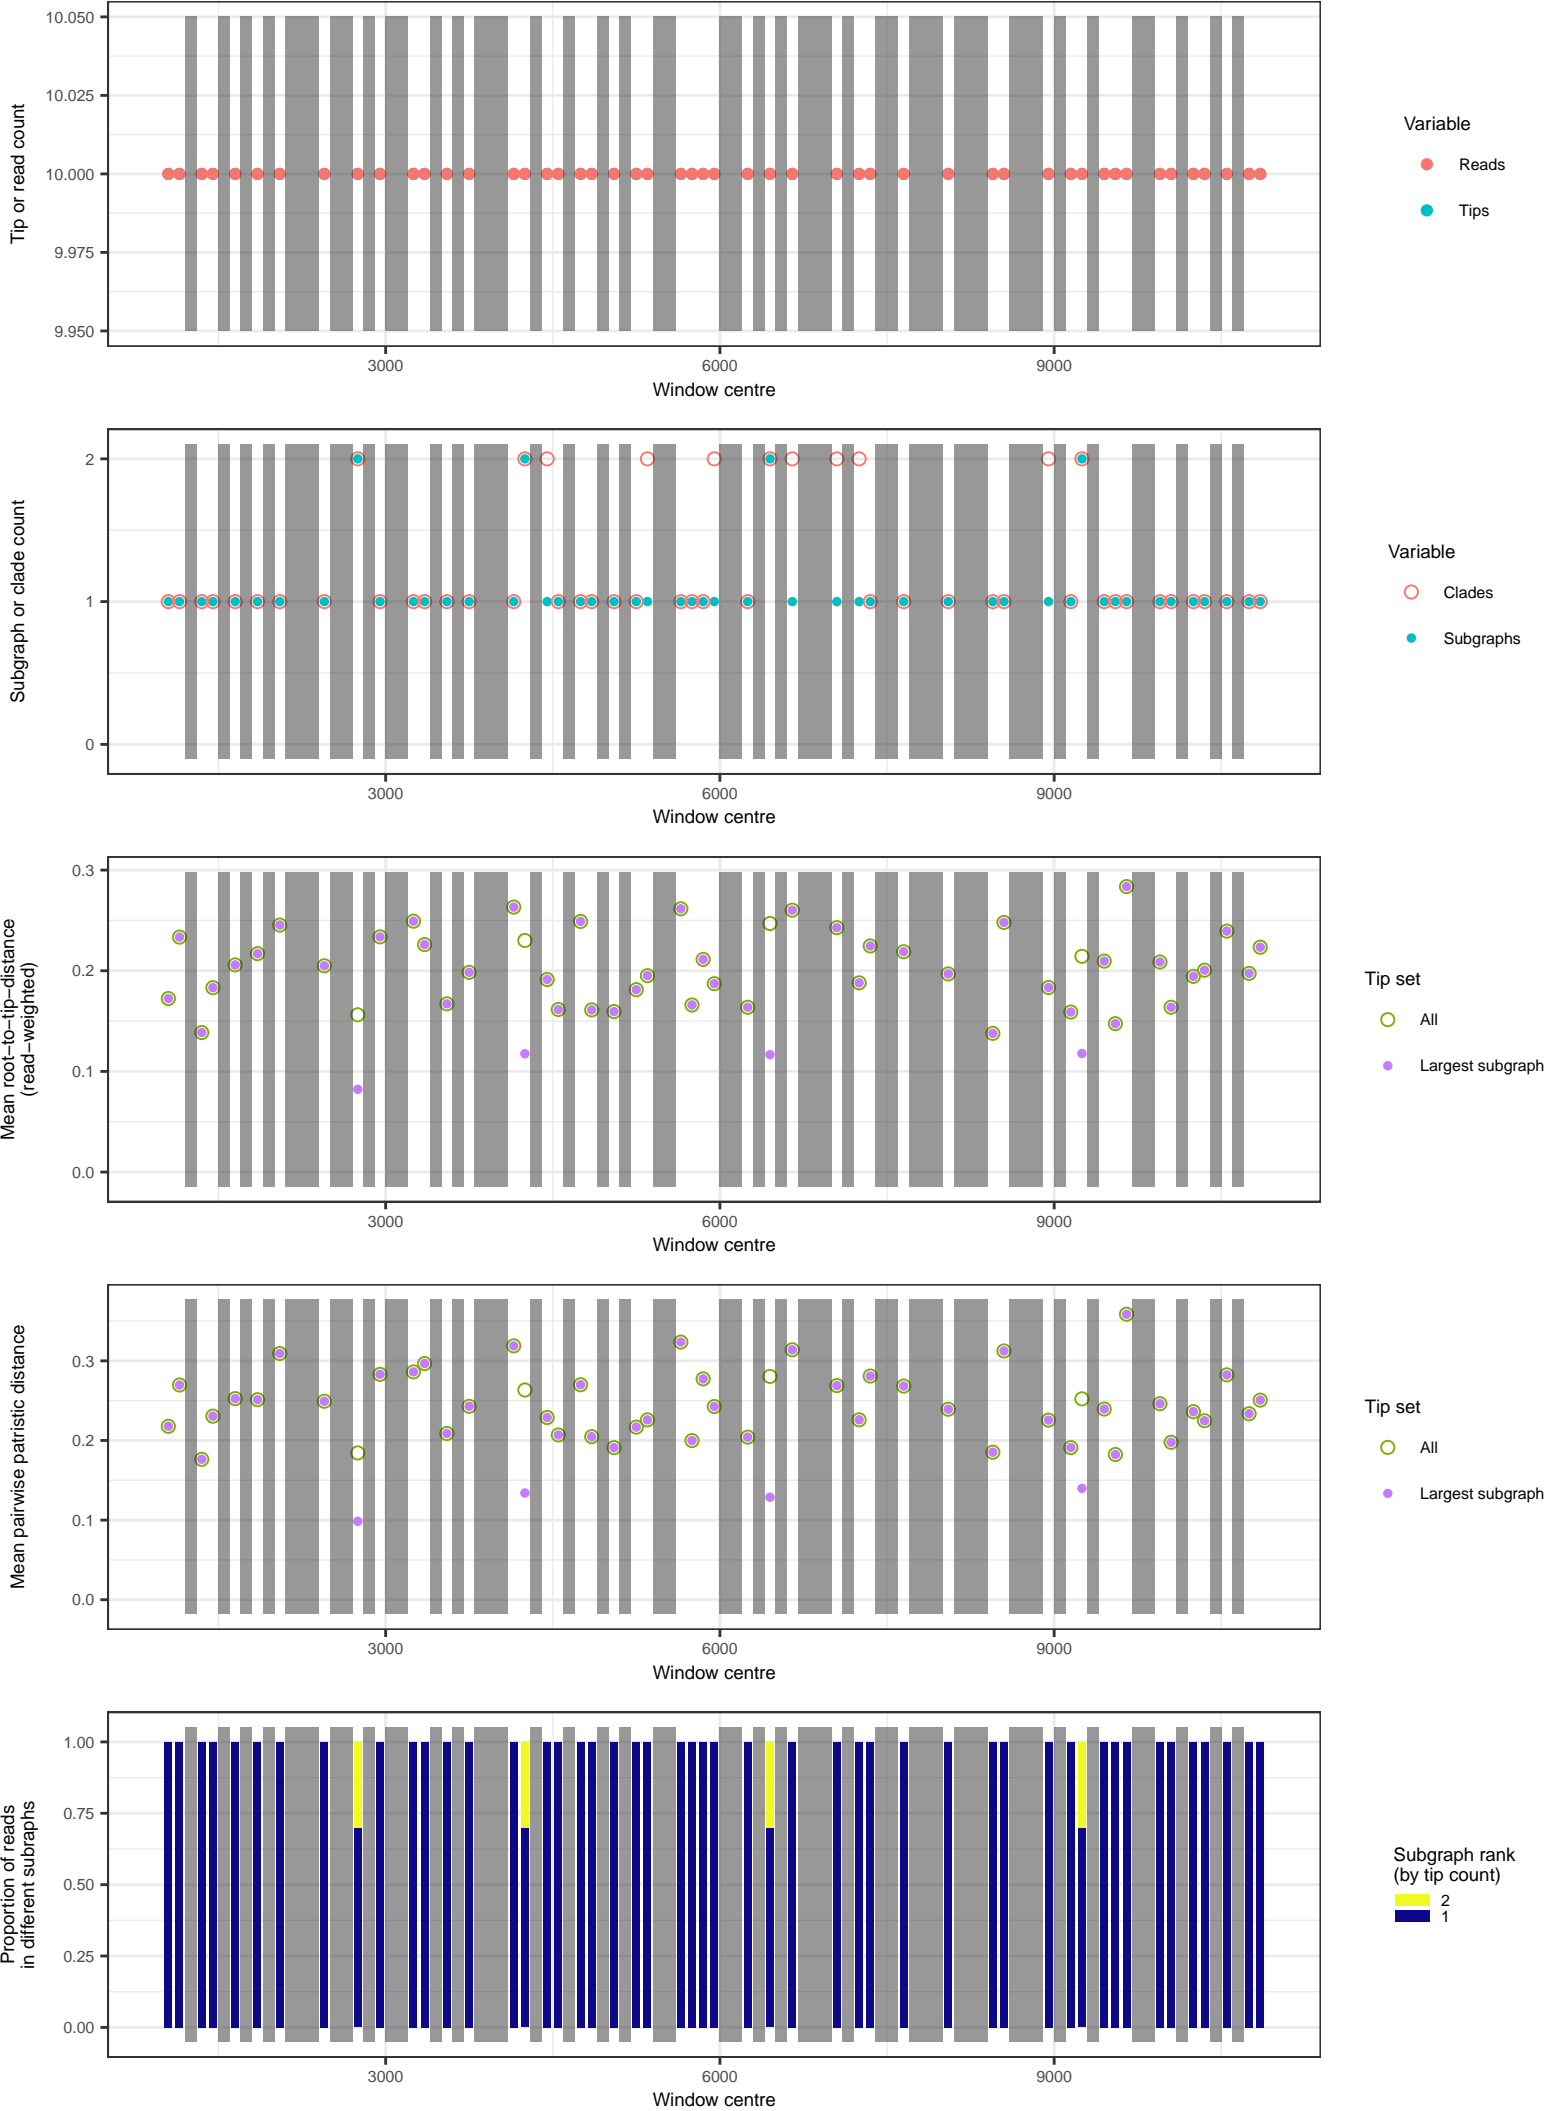 10.050
10.025
10.000
9.975
9.950
Tip or read count
3000
6000
9000
Window centre
Variable
Reads
Tips
2
1
0
Subgraph or clade count
3000
6000
9000
Window centre
Variable
Clades
Subgraphs
0.3
0.2
0.1
0.0
Mean root−to−tip−distance
(read−weighted)
3000
6000
9000
Window centre
Tip set
All
Largest subgraph
0.3
0.2
0.1
0.0
Mean pairwise patristic distance
3000
6000
9000
Window centre
Tip set
All
Largest subgraph
1.00
0.75
0.50
0.25
0.00
Proportion of reads
in different subraphs
3000
6000
9000
Window centre
Subgraph rank
(by tip count)
2
1